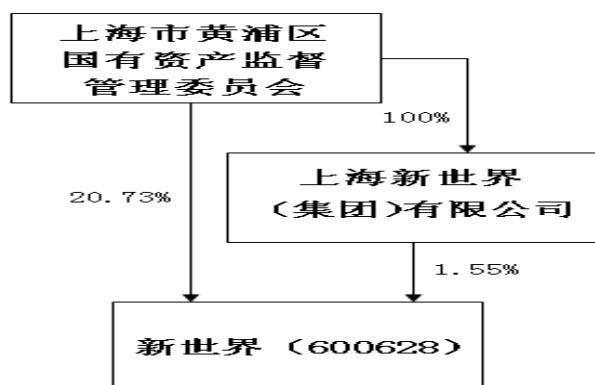 上海市黄浦区
国有资产监督
管理委员会
100%
20.73%
上海新世界
(集团)有限公司
1.55%
新世界 (600628)